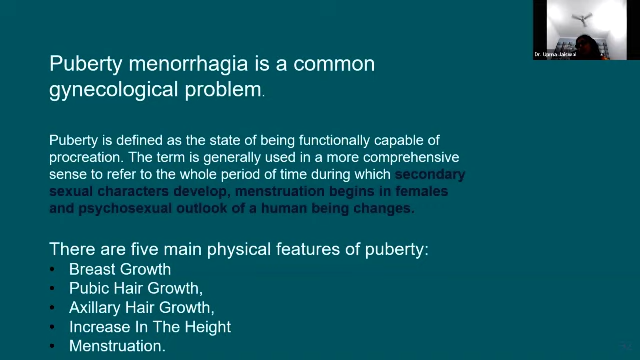 Puberty menorrhagia is a common
gynecological problem.
Puberty is defined as the state of being functionally capable of
procreation. The term is generally used in a more comprehensive
sense to refer to the whole period of time during which secondary
sexual characters develop, menstruation begins in females
and psychosexual outlook of a human being changes.
There are five main physical features of puberty:
• Breast Growth
• Pubic Hair Growth,
• Axillary Hair Growth,
• Increase In The Height
• Menstruation.